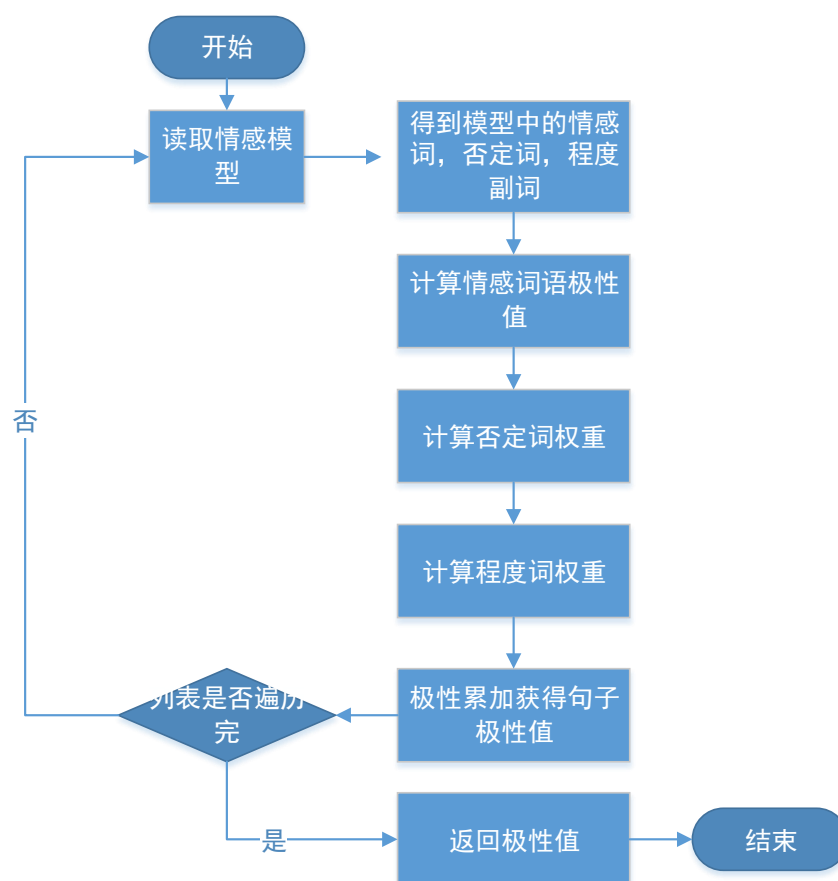 开始
读取情感模
型
得到模型中的情感
词，否定词，程度
副词
计算情感词语极性
值
计算否定词权重
计算程度词权重
极性累加获得句子
极性值
列表是否遍历
完
否
是
返回极性值
结束